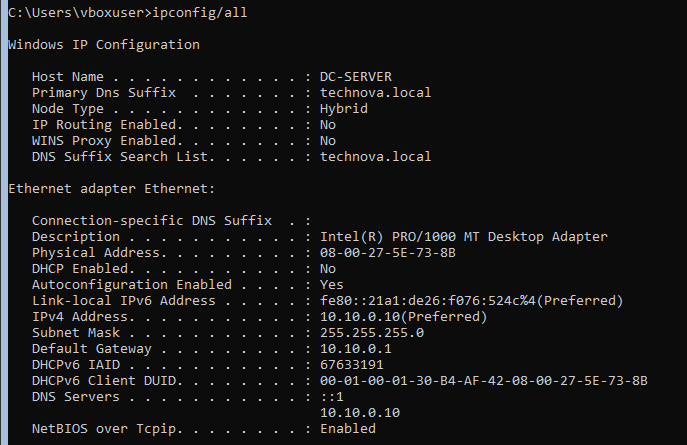 C:\Users\vboxuser>ipconfig/all
Windows IP Configuration
Host Name . . . . . . . . . . . . : DC-SERVER
Primary Dns Suffix  . . . . . . . : technova.local
Node Type . . . . . . . . . . . . : Hybrid
IP Routing Enabled. . . . . . . . : No
WINS Proxy Enabled. . . . . . . . : No
DNS Suffix Search List. . . . . . : technova.local
Ethernet adapter Ethernet:
Connection-specific DNS Suffix  . :
Description . . . . . . . . . . . : Intel(R) PRO/1000 MT Desktop Adapter
Physical Address. . . . . . . . . : 08-00-27-5E-73-8B
DHCP Enabled. . . . . . . . . . . : No
Autoconfiguration Enabled . . . . : Yes
Link-local IPv6 Address . . . . . : fe80::21a1:de26:f076:524c%4(Preferred)
IPv4 Address. . . . . . . . . . . : 10.10.0.10(Preferred)
Subnet Mask . . . . . . . . . . . : 255.255.255.0
Default Gateway . . . . . . . . . : 10.10.0.1
DHCPv6 IAID . . . . . . . . . . . : 67633191
DHCPv6 Client DUID. . . . . . . . : 00-01-00-01-30-B4-AF-42-08-00-27-5E-73-8B
DNS Servers . . . . . . . . . . . : ::1
10.10.0.10
NetBIOS over Tcpip. . . . . . . . : Enabled